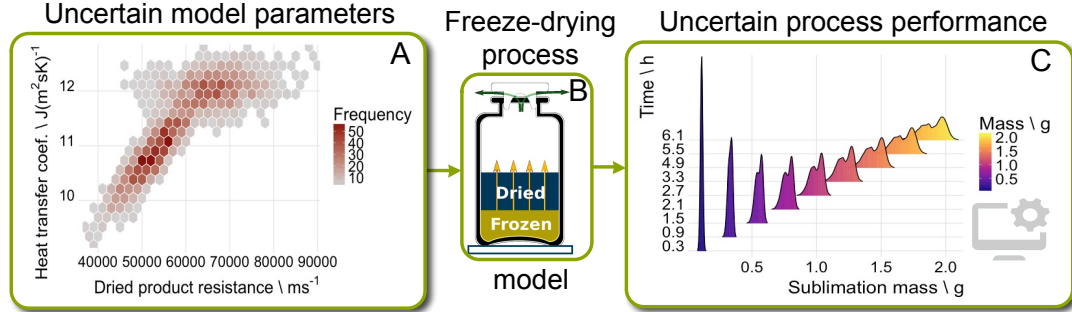 Uncertain model parameters
A
Heat transfer coef. \ J(m²sK)⁻¹
12
11
10
40000 50000 60000 70000 80000 90000
Dried product resistance \ ms⁻¹
Frequency
50
40
30
20
10
Freeze-drying
process
B
Dried
Frozen
model
Uncertain process performance
C
Time \ h
6.1
5.5
4.9
3.3
2.7
2.1
1.5
0.9
0.3
0.5 1.0 1.5 2.0
Sublimation mass \ g
Mass \ g
2.0
1.5
1.0
0.5